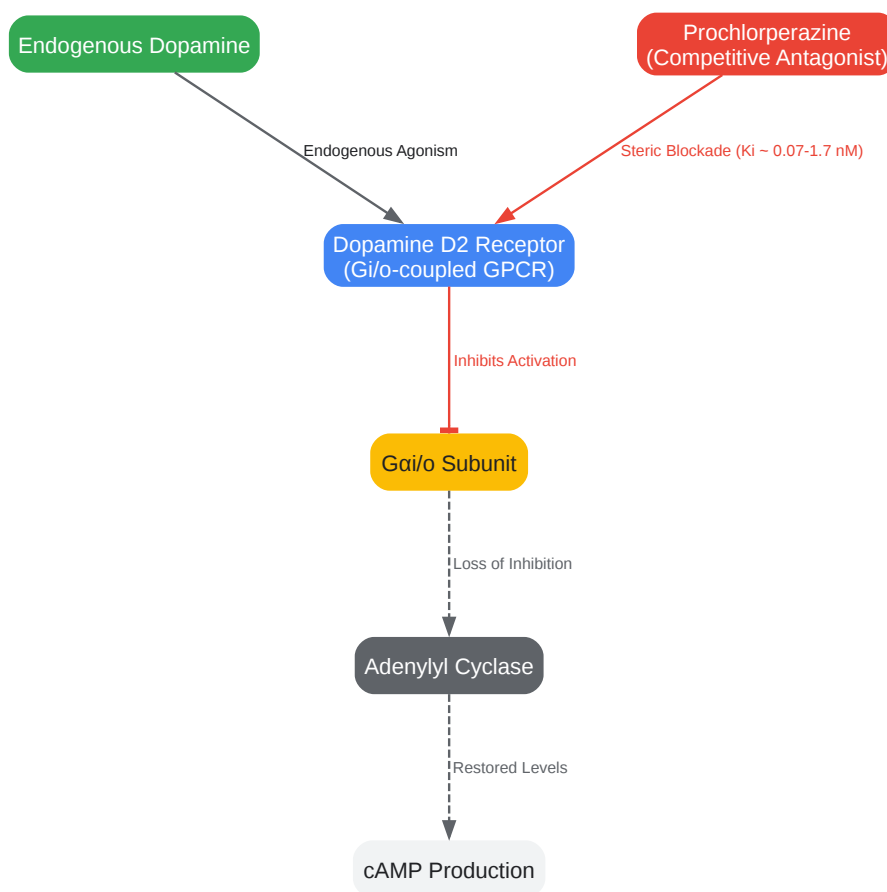 Endogenous Dopamine
Prochlorperazine
(Competitive Antagonist)
Endogenous Agonism
Steric Blockade (Ki ~ 0.07-1.7 nM)
Dopamine D2 Receptor
(Gi/o-coupled GPCR)
Inhibits Activation
Gαi/o Subunit
Loss of Inhibition
Adenylyl Cyclase
Restored Levels
cAMP Production